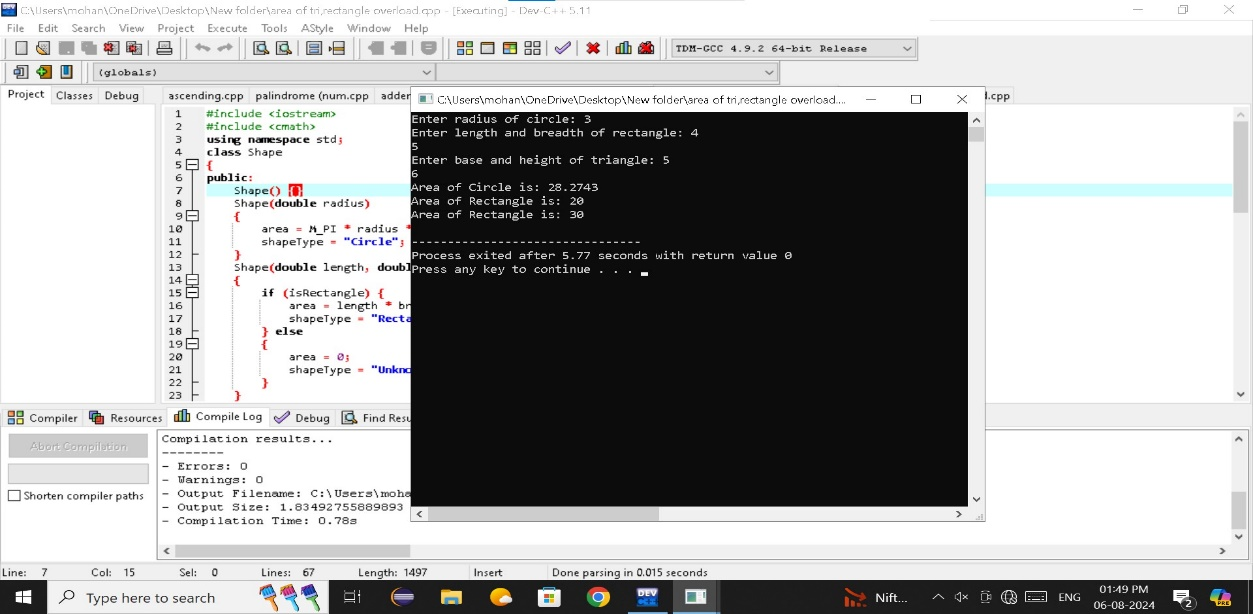 C:\Users\mohan\OneDrive\Desktop\New folder\area of tri,rectangle overload.cpp - [Executing] - Dev-C++ 5.11
File Edit Search View Project Execute Tools AStyle Window Help
TDM-GCC 4.9.2 64-bit Release
(globals)
Project Classes Debug
ascending.cpp palindrome (num.cpp adder
l.cpp
1 #include <iostream>
2 #include <cmath>
3 using namespace std;
4 class Shape
5 {
6 public:
7 Shape() {}
8 Shape(double radius)
9 {
10 area = M_PI * radius *
11 shapeType = "Circle";
12 }
13 Shape(double length, doubl
14 {
15 if (isRectangle) {
16 area = length * br
17 shapeType = "Recta
18 } else
19 {
20 area = 0;
21 shapeType = "Unkno
22 }
23 }
C:\Users\mohan\OneDrive\Desktop\New folder\area of tri,rectangle overload....
Enter radius of circle: 3
Enter length and breadth of rectangle: 4
5
Enter base and height of triangle: 5
6
Area of Circle is: 28.2743
Area of Rectangle is: 20
Area of Rectangle is: 30
--------------------------------
Process exited after 5.77 seconds with return value 0
Press any key to continue . . .
Compiler Resources Compile Log Debug Find Resu
Abort Compilation
Shorten compiler paths
Compilation results...
--------
- Errors: 0
- Warnings: 0
- Output Filename: C:\Users\moha
- Output Size: 1.83492755889893
- Compilation Time: 0.78s
Line: 7 Col: 15 Sel: 0 Lines: 67 Length: 1497 Insert Done parsing in 0.015 seconds
Type here to search
DEV
Nift...
ENG
01:49 PM
06-08-2024
2
PRE